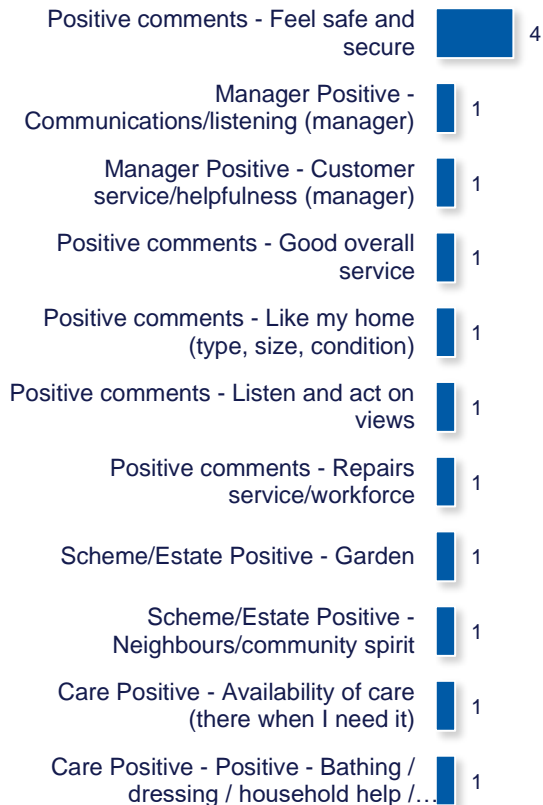 Positive comments - Feel safe and
secure
4
Manager Positive -
Communications/listening (manager)
1
Manager Positive - Customer
service/helpfulness (manager)
1
Positive comments - Good overall
service
1
Positive comments - Like my home
(type, size, condition)
1
Positive comments - Listen and act on
views
1
Positive comments - Repairs
service/workforce
1
Scheme/Estate Positive - Garden
1
Scheme/Estate Positive -
Neighbours/community spirit
1
Care Positive - Availability of care
(there when I need it)
1
Care Positive - Positive - Bathing /
dressing / household help /…
1